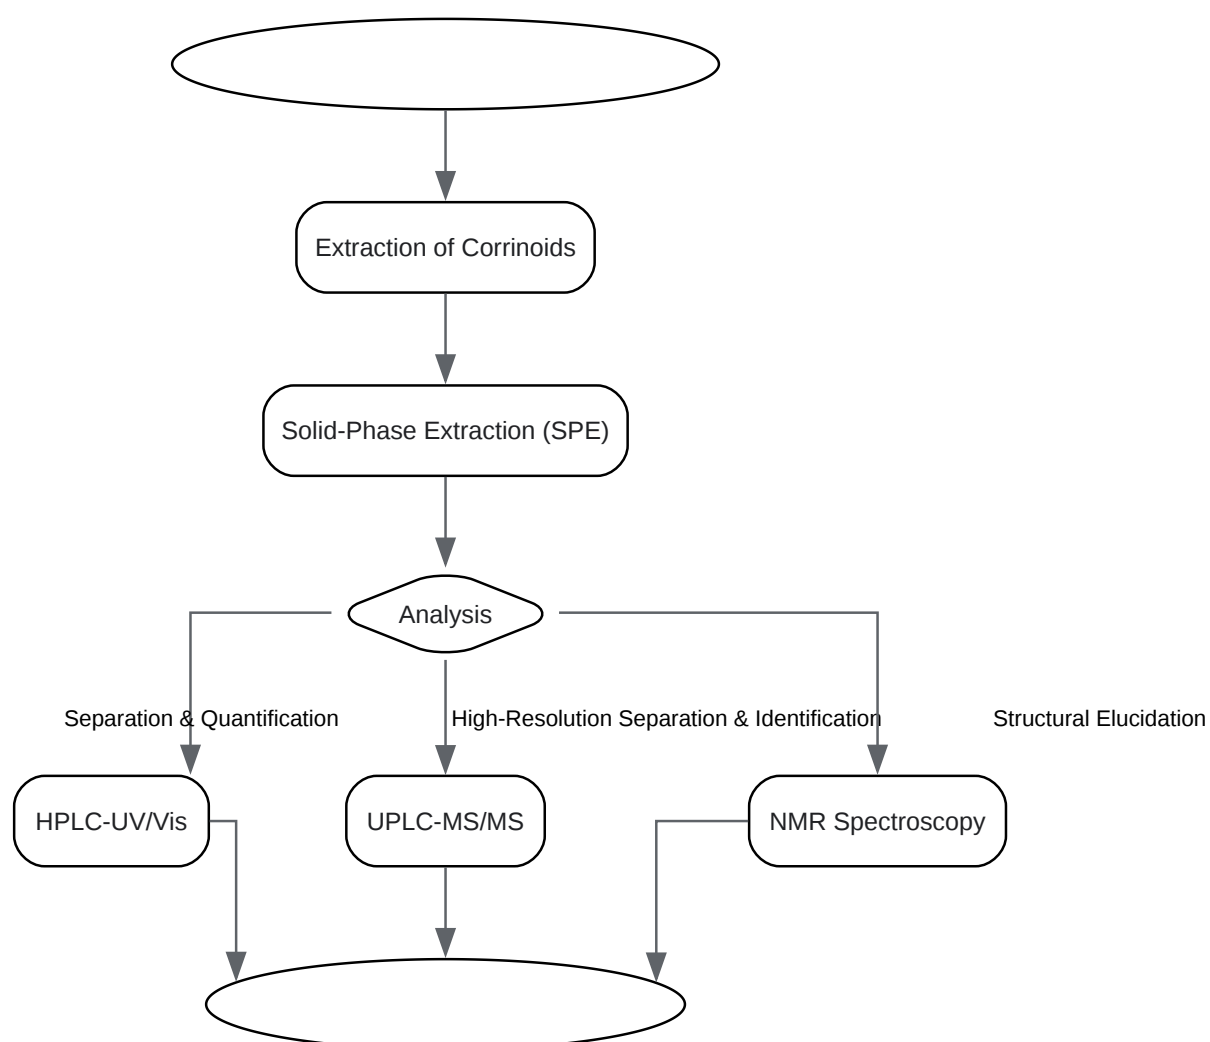 Extraction of Corrinoids
Solid-Phase Extraction (SPE)
Analysis
Separation & Quantification
High-Resolution Separation & Identification
Structural Elucidation
HPLC-UV/Vis
UPLC-MS/MS
NMR Spectroscopy